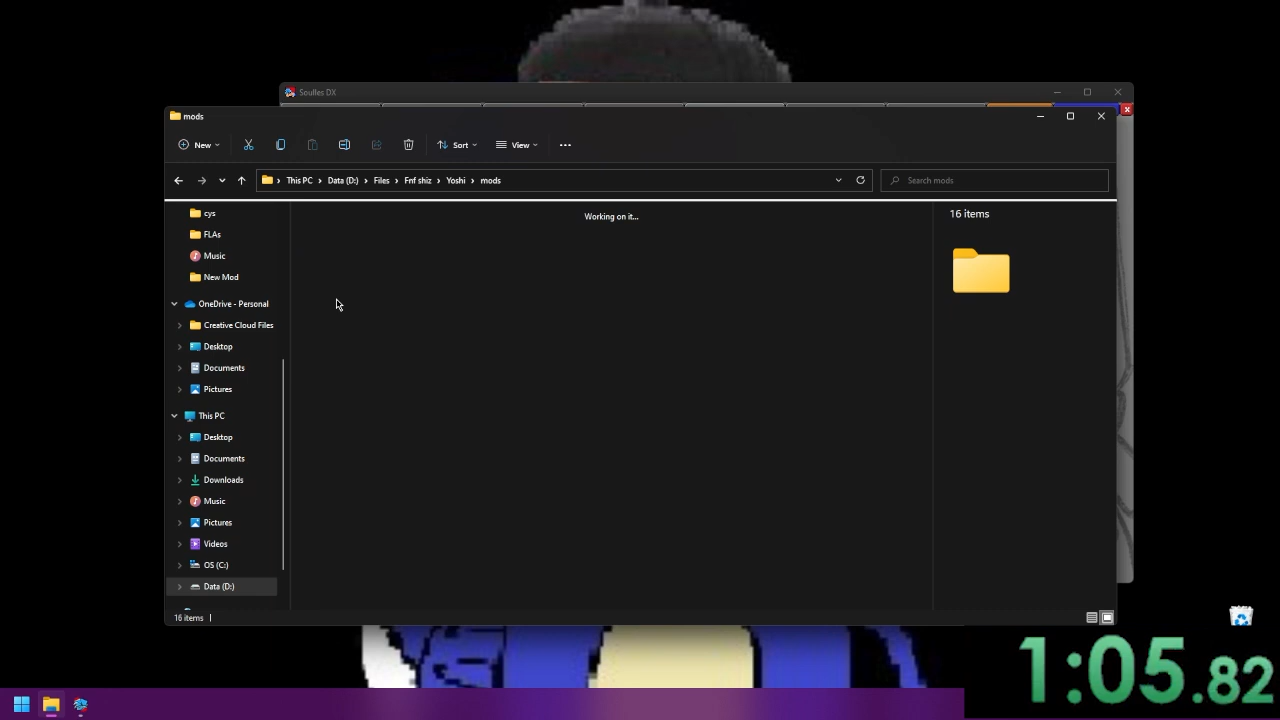 Soulles DX
mods
New
Sort
View
This PC
Data (D:)
Files
Fnf shiz
Yoshi
mods
Search mods
cys
FLAs
Music
New Mod
OneDrive - Personal
Creative Cloud Files
Desktop
Documents
Pictures
This PC
Desktop
Documents
Downloads
Music
Pictures
Videos
OS (C:)
Data (D:)
Working on it...
16 items
16 items
1:05.82